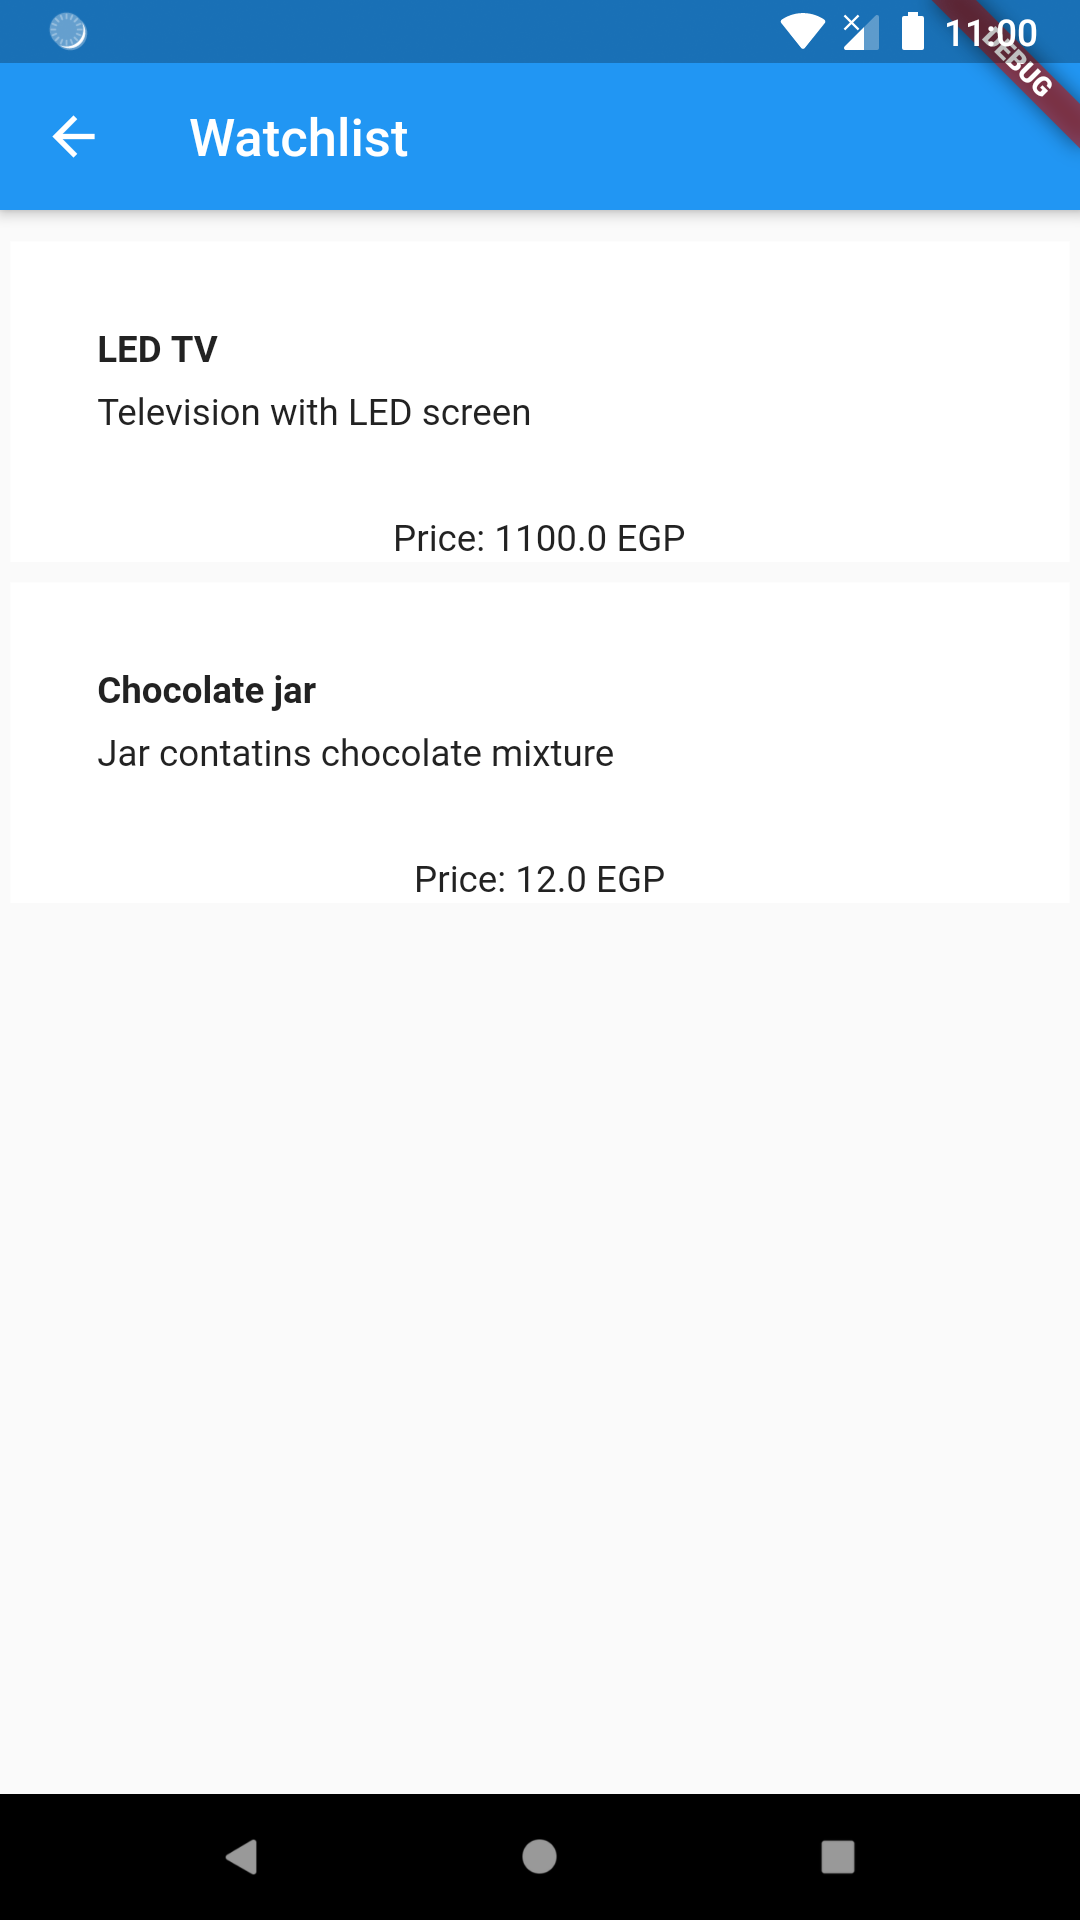 11:00
DEBUG
Watchlist
LED TV
Television with LED screen
Price: 1100.0 EGP
Chocolate jar
Jar contatins chocolate mixture
Price: 12.0 EGP